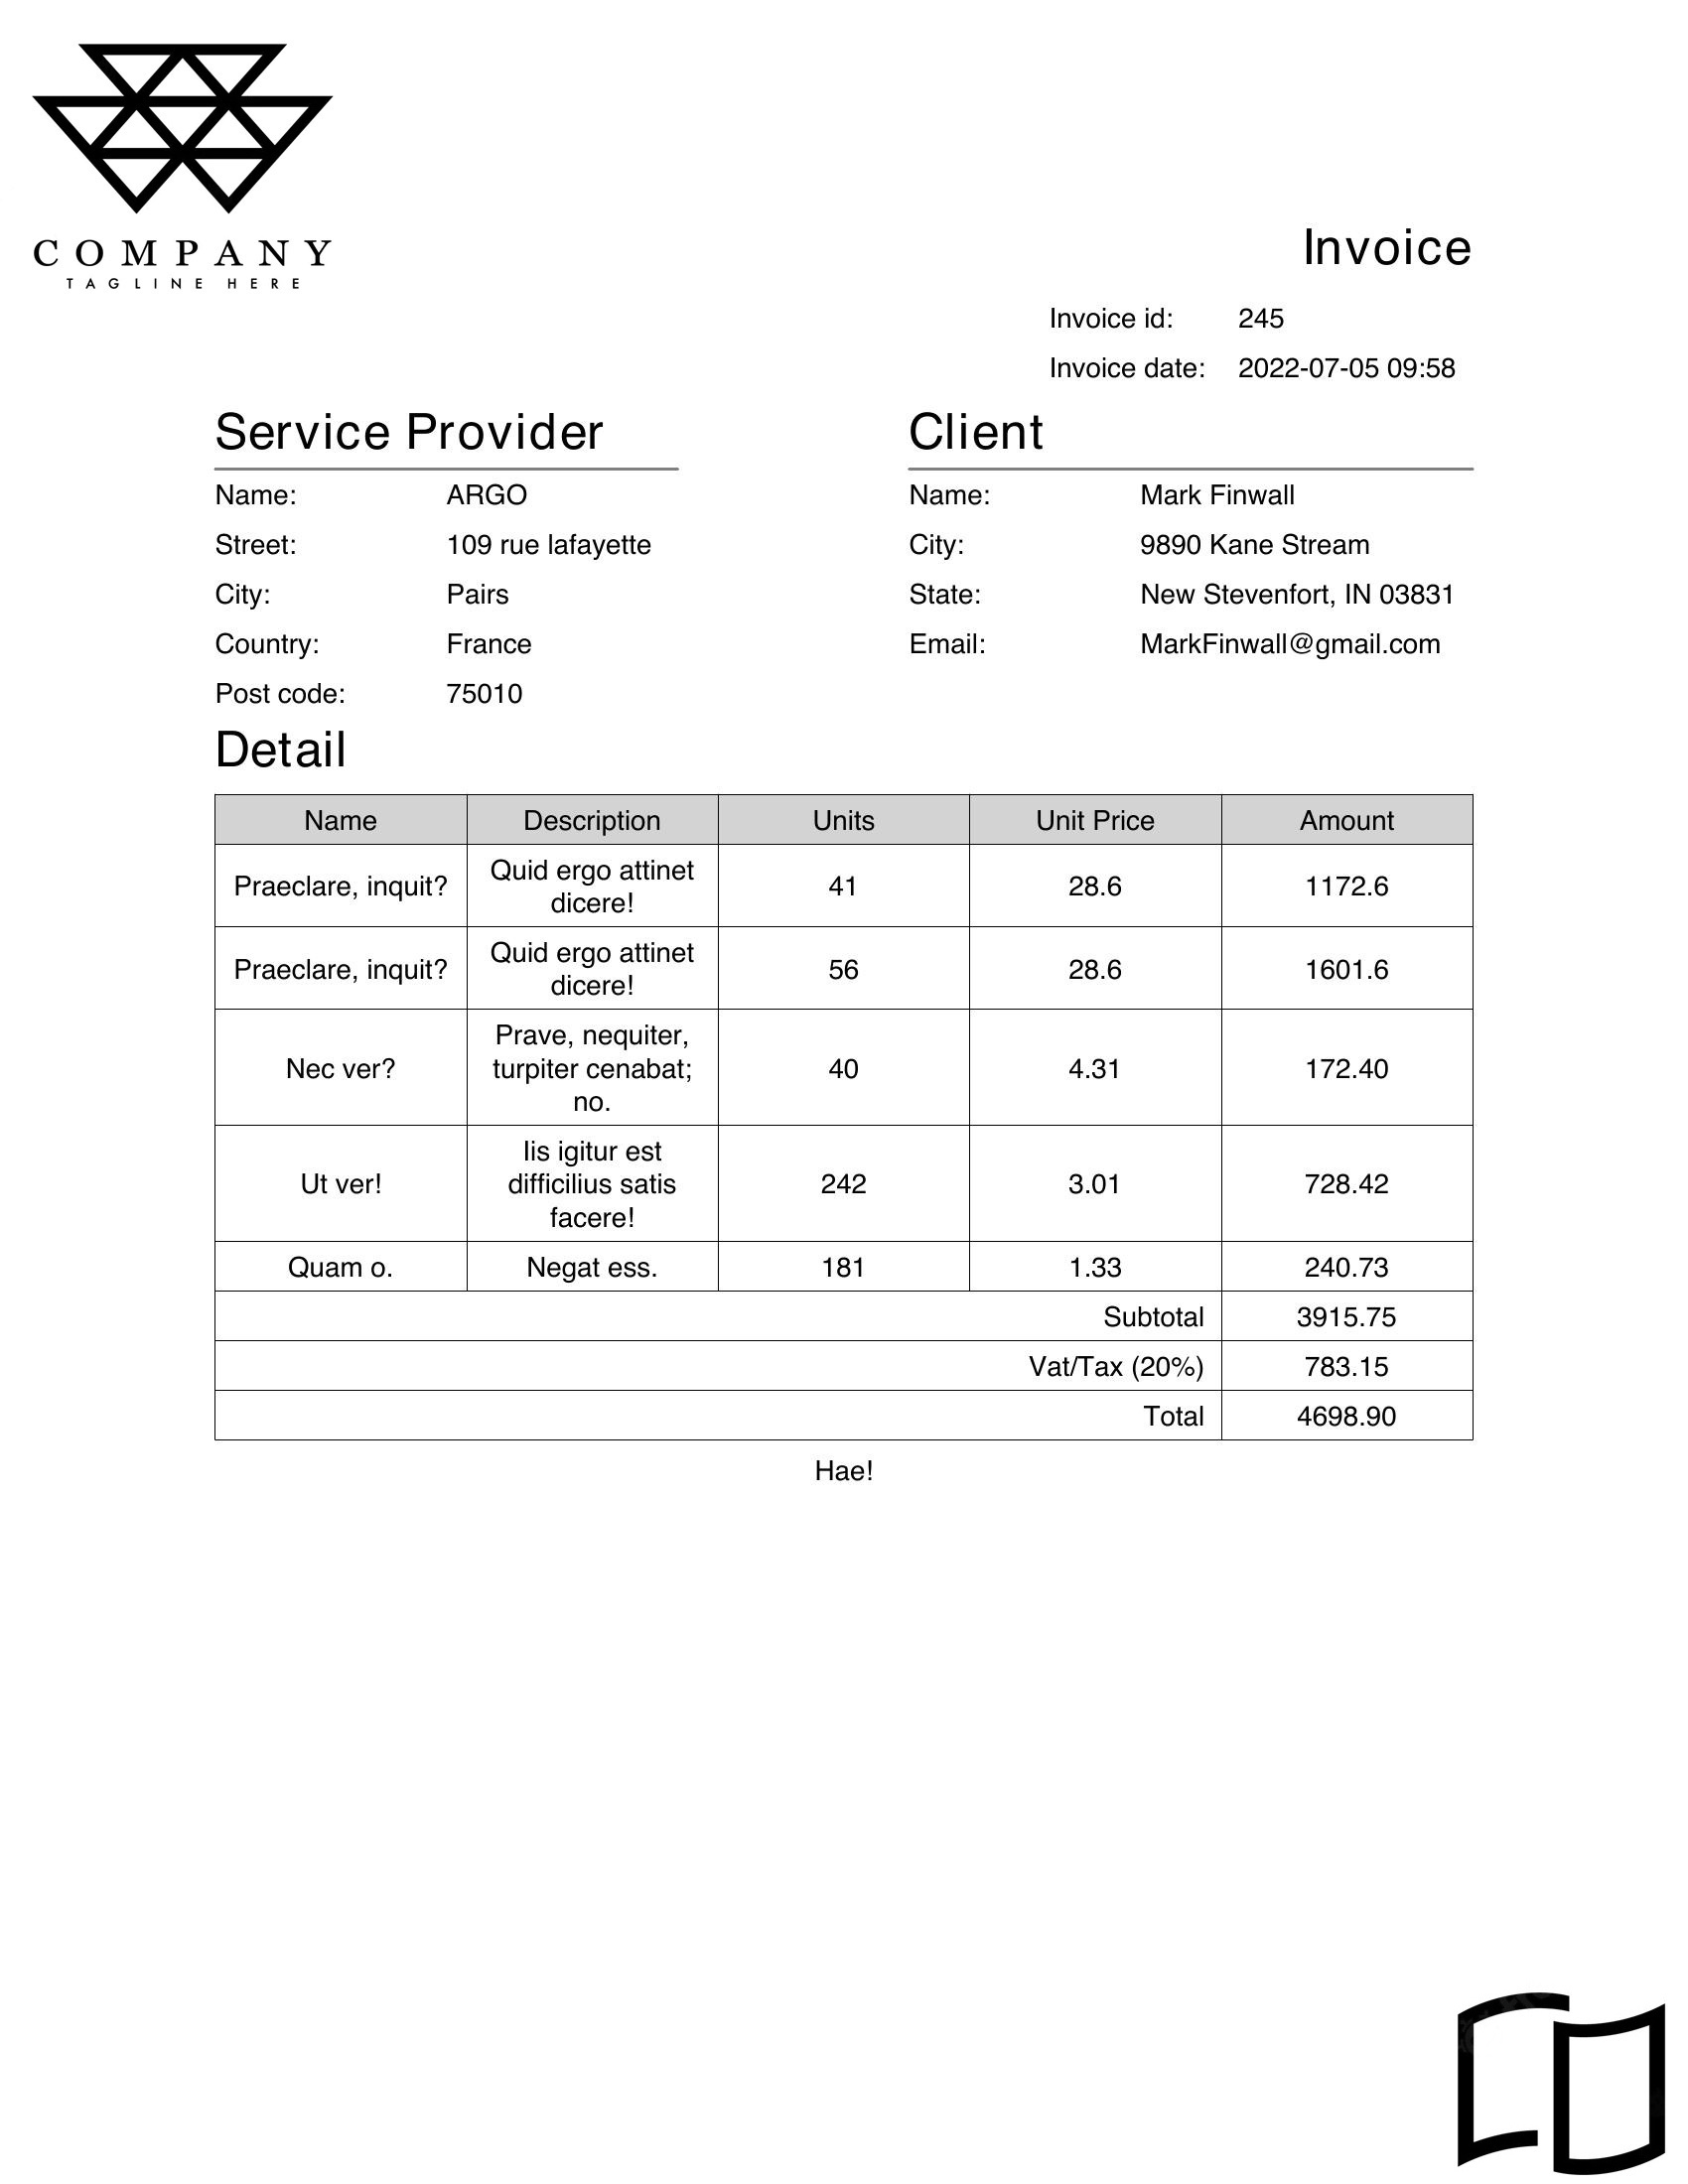 COMPANY
TAGLINE HERE
Invoice
Invoice id: 245
Invoice date: 2022-07-05 09:58
Service Provider
Name: ARGO
Street: 109 rue lafayette
City: Pairs
Country: France
Post code: 75010
Client
Name: Mark Finwall
City: 9890 Kane Stream
State: New Stevenfort, IN 03831
Email: MarkFinwall@gmail.com
Detail
Name Description Units Unit Price Amount
Praeclare, inquit? Quid ergo attinet dicere! 41 28.6 1172.6
Praeclare, inquit? Quid ergo attinet dicere! 56 28.6 1601.6
Nec ver? Prave, nequiter, turpiter cenabat; no. 40 4.31 172.40
Ut ver! Iis igitur est difficilius satis facere! 242 3.01 728.42
Quam o. Negat ess. 181 1.33 240.73
Subtotal 3915.75
Vat/Tax (20%) 783.15
Total 4698.90
Hae!